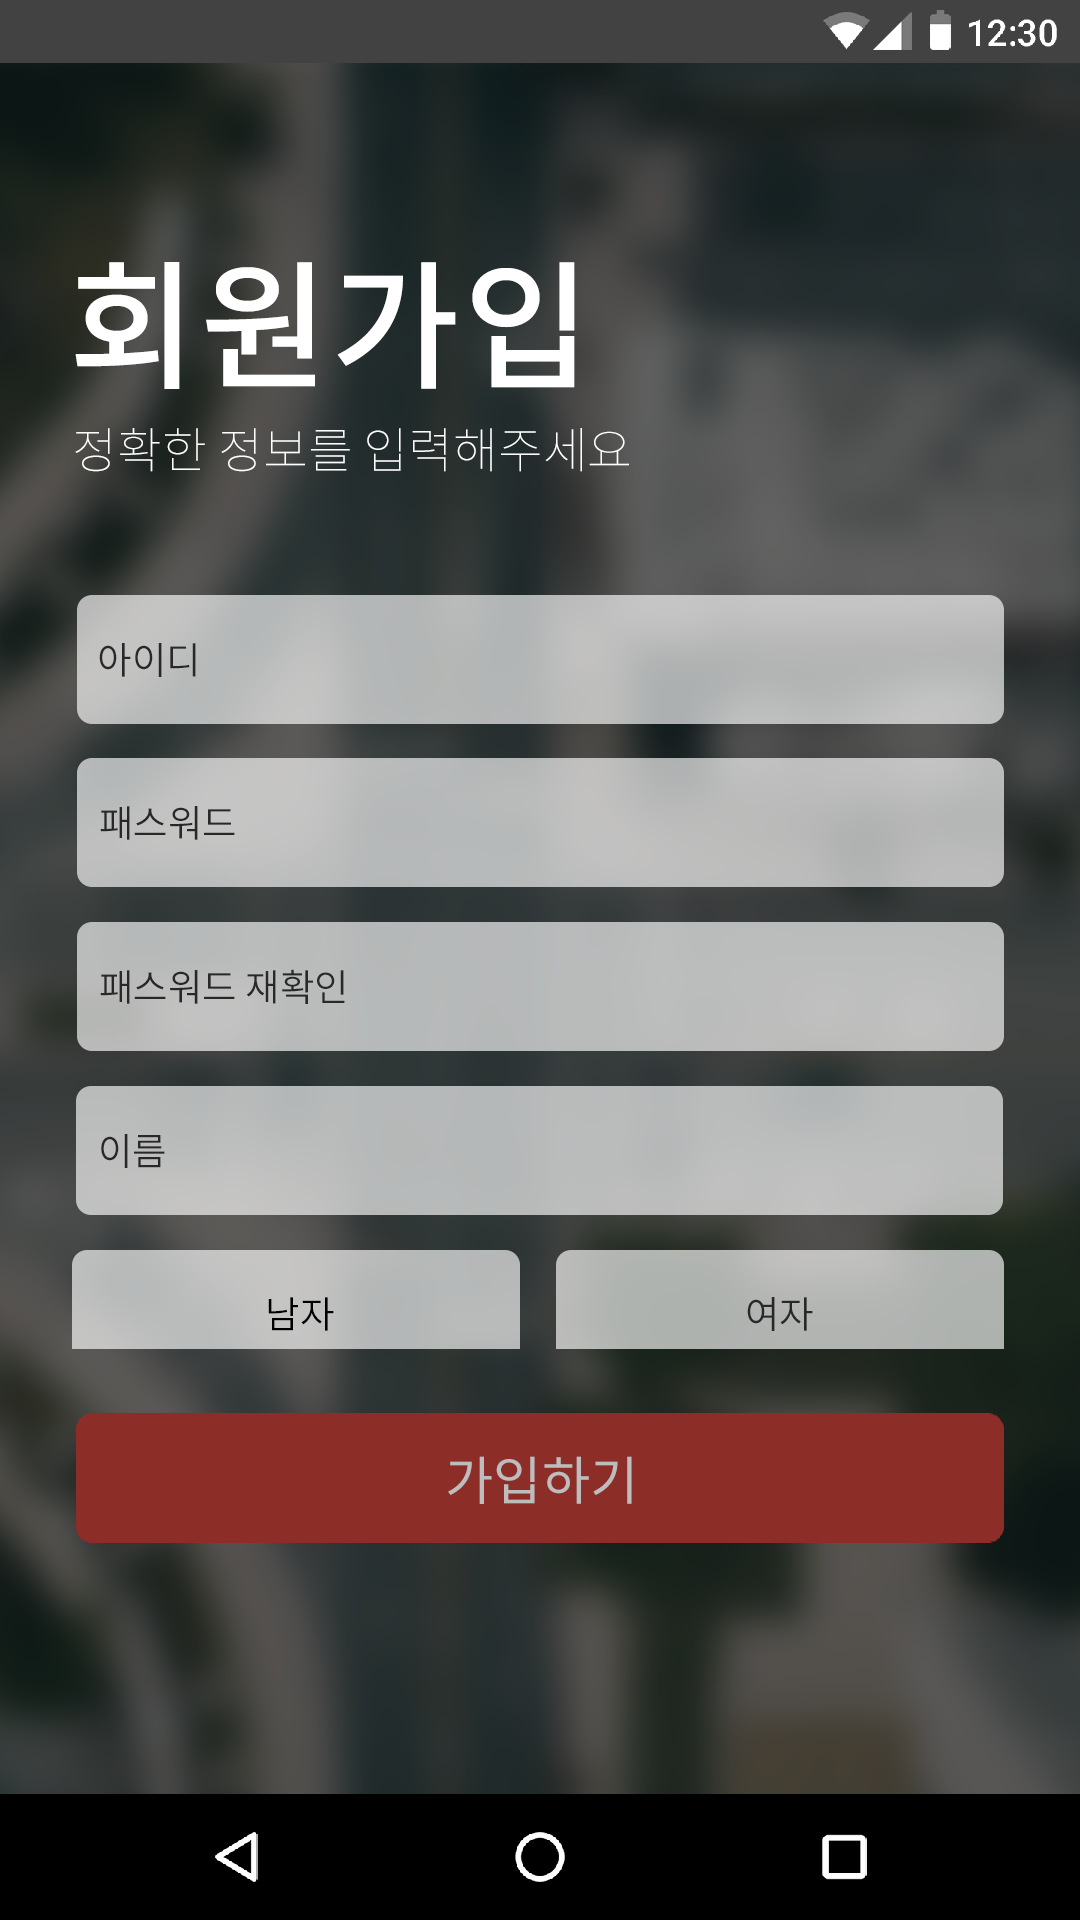 12:30
회원가입
정확한 정보를 입력해주세요
아이디
패스워드
패스워드 재확인
이름
남자 여자
가입하기